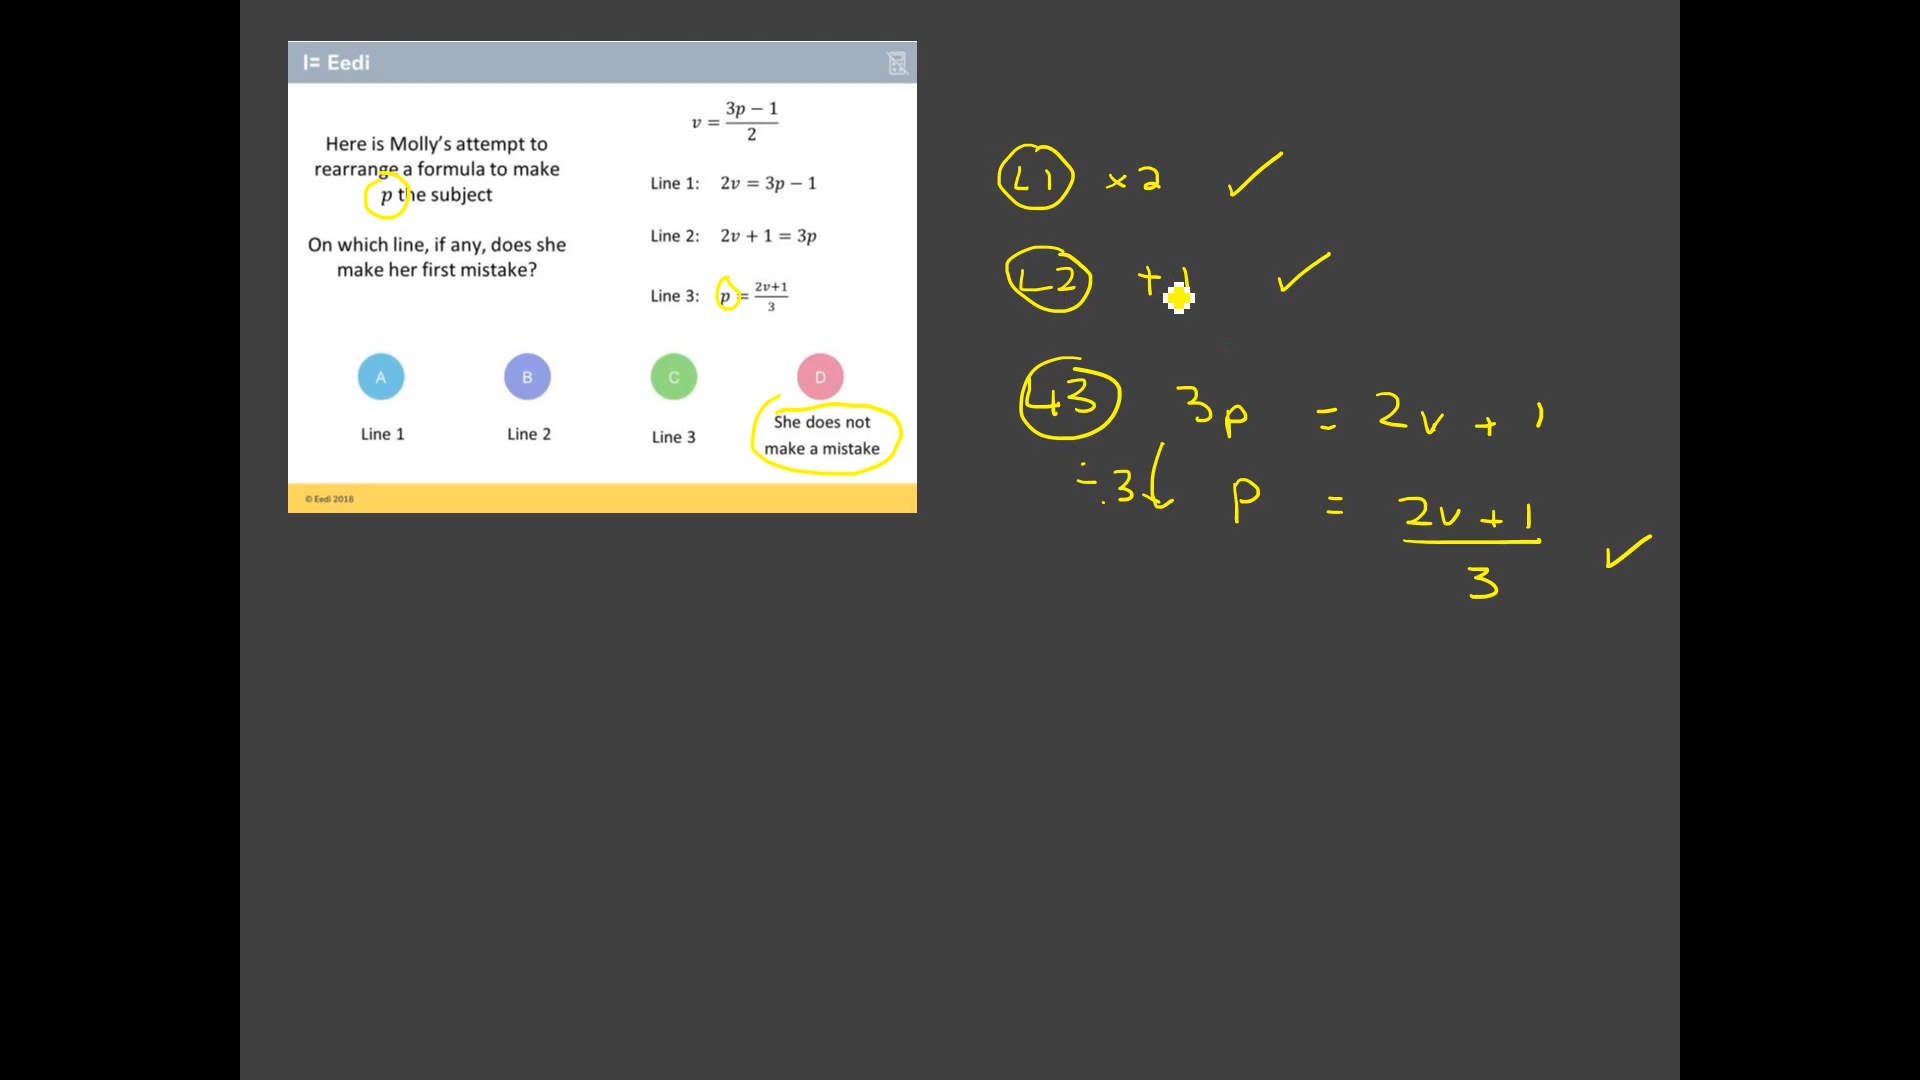 I= Eedi
Here is Molly's attempt to
rearrange a formula to make
p the subject
On which line, if any, does she
make her first mistake?
v = (3p − 1)/2
Line 1: 2v = 3p − 1
Line 2: 2v + 1 = 3p
Line 3: p = (2v+1)/3
A
B
C
D
Line 1
Line 2
Line 3
She does not
make a mistake
© Eedi 2018
L1 × 2 ✓
L2 + 1 ✓
L3 3p = 2v + 1
÷3 p = (2v + 1)/3 ✓